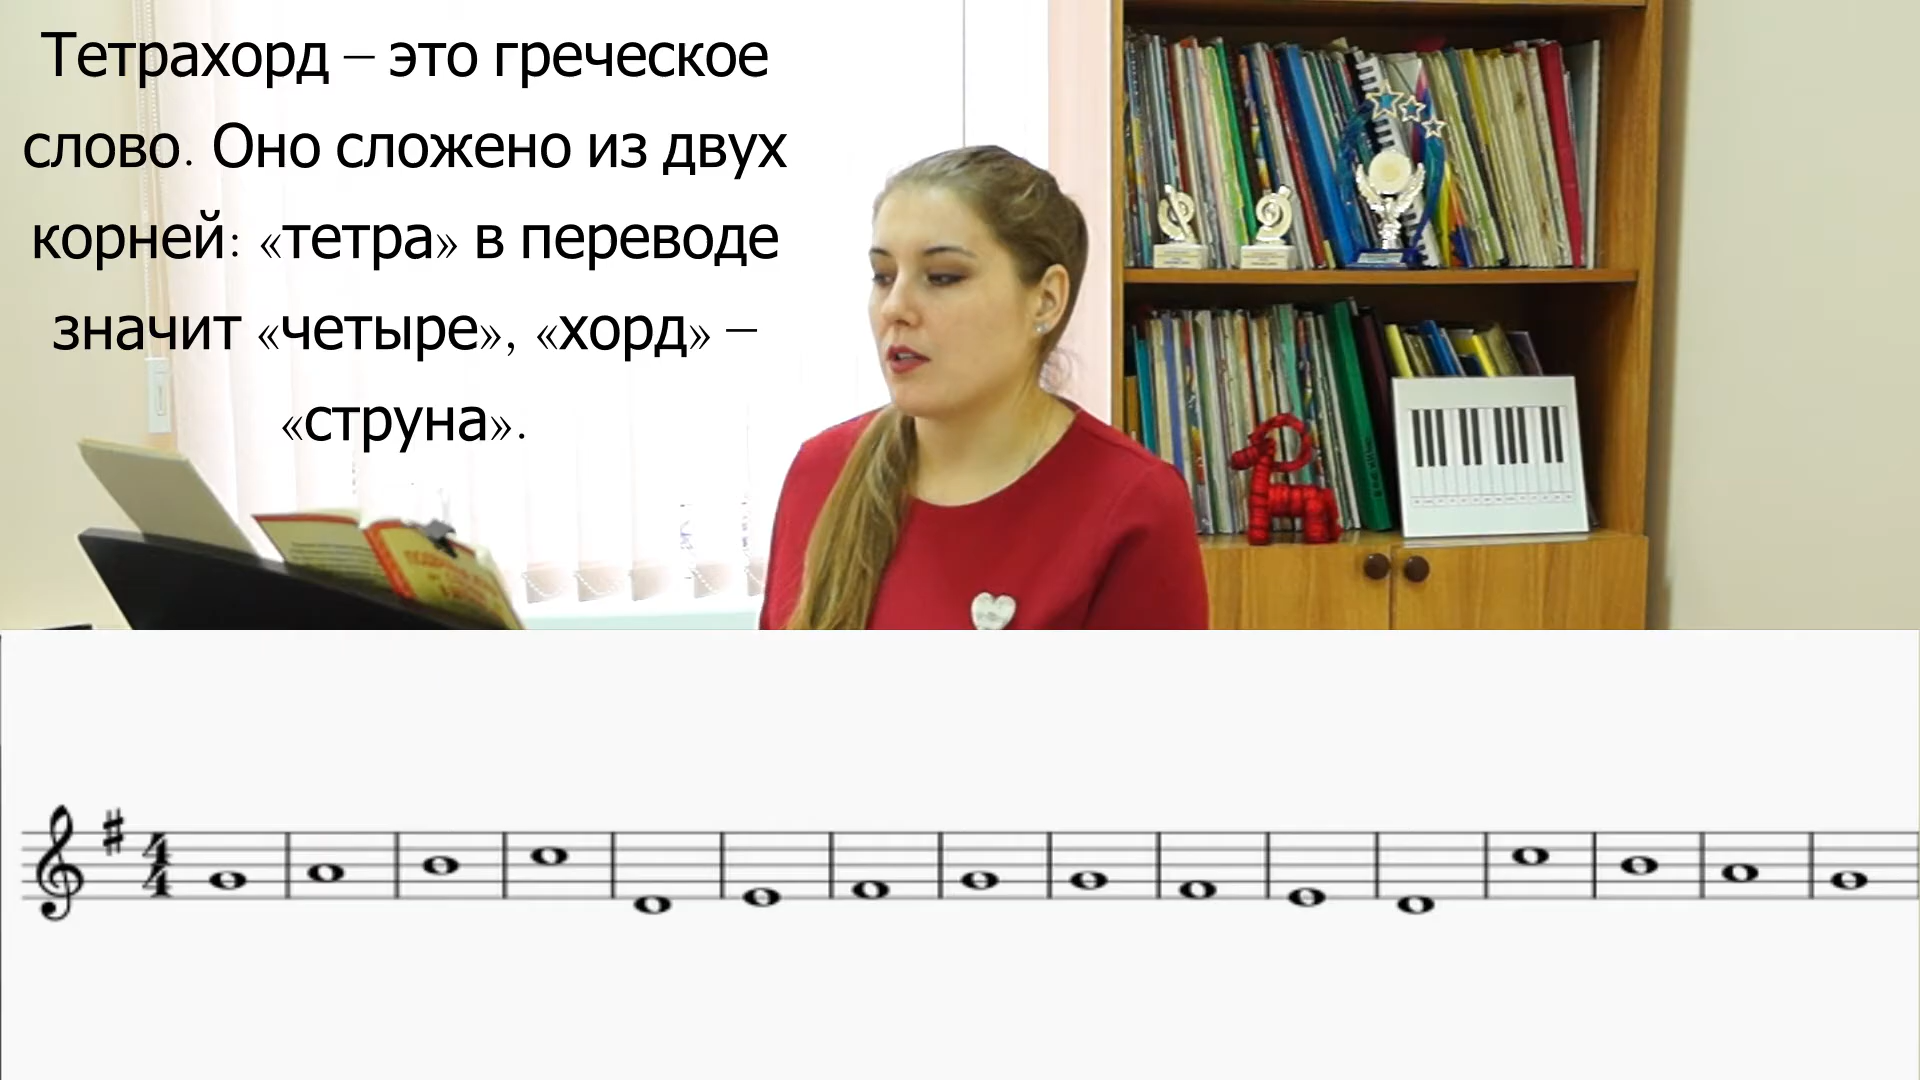 Тетрахорд – это греческое
слово. Оно сложено из двух
корней: «тетра» в переводе
значит «четыре», «хорд» –
«струна».